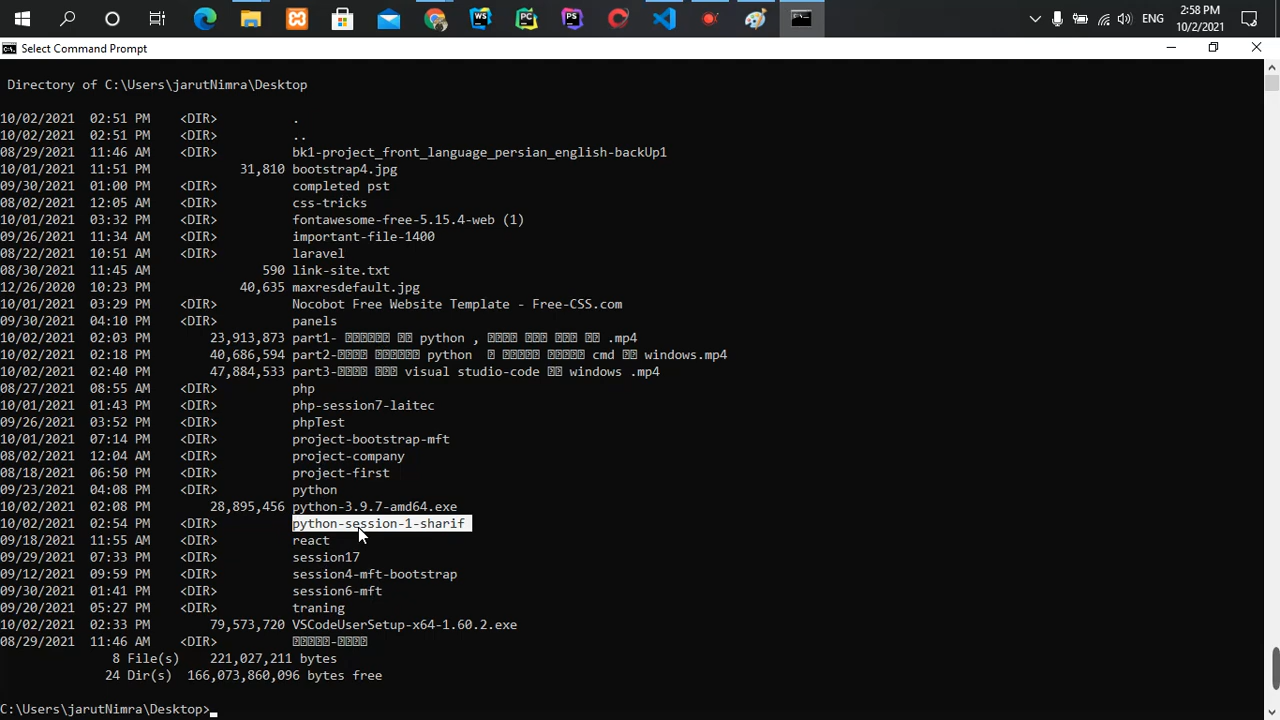 2:58 PM
ENG
10/2/2021
Select Command Prompt
Directory of C:\Users\jarutNimra\Desktop
10/02/2021 02:51 PM <DIR> .
10/02/2021 02:51 PM <DIR> ..
08/29/2021 11:46 AM <DIR> bk1-project_front_language_persian_english-backUp1
10/01/2021 11:51 PM 31,810 bootstrap4.jpg
09/30/2021 01:00 PM <DIR> completed pst
08/02/2021 12:05 AM <DIR> css-tricks
10/01/2021 03:32 PM <DIR> fontawesome-free-5.15.4-web (1)
09/26/2021 11:34 AM <DIR> important-file-1400
08/22/2021 10:51 AM <DIR> laravel
08/30/2021 11:45 AM 590 link-site.txt
12/26/2020 10:23 PM 40,635 maxresdefault.jpg
10/01/2021 03:29 PM <DIR> Nocobot Free Website Template - Free-CSS.com
09/30/2021 04:10 PM <DIR> panels
10/02/2021 02:03 PM 23,913,873 part1- python , .mp4
10/02/2021 02:18 PM 40,686,594 part2- python cmd windows.mp4
10/02/2021 02:40 PM 47,884,533 part3- visual studio-code windows .mp4
08/27/2021 08:55 AM <DIR> php
10/01/2021 01:43 PM <DIR> php-session7-laitec
09/26/2021 03:52 PM <DIR> phpTest
10/01/2021 07:14 PM <DIR> project-bootstrap-mft
08/02/2021 12:04 AM <DIR> project-company
08/18/2021 06:50 PM <DIR> project-first
09/23/2021 04:08 PM <DIR> python
10/02/2021 02:08 PM 28,895,456 python-3.9.7-amd64.exe
10/02/2021 02:54 PM <DIR> python-session-1-sharif
09/18/2021 11:55 AM <DIR> react
09/29/2021 07:33 PM <DIR> session17
09/12/2021 09:59 PM <DIR> session4-mft-bootstrap
09/30/2021 01:41 PM <DIR> session6-mft
09/20/2021 05:27 PM <DIR> traning
10/02/2021 02:33 PM 79,573,720 VSCodeUserSetup-x64-1.60.2.exe
08/29/2021 11:46 AM <DIR> -
8 File(s) 221,027,211 bytes
24 Dir(s) 166,073,860,096 bytes free
C:\Users\jarutNimra\Desktop>